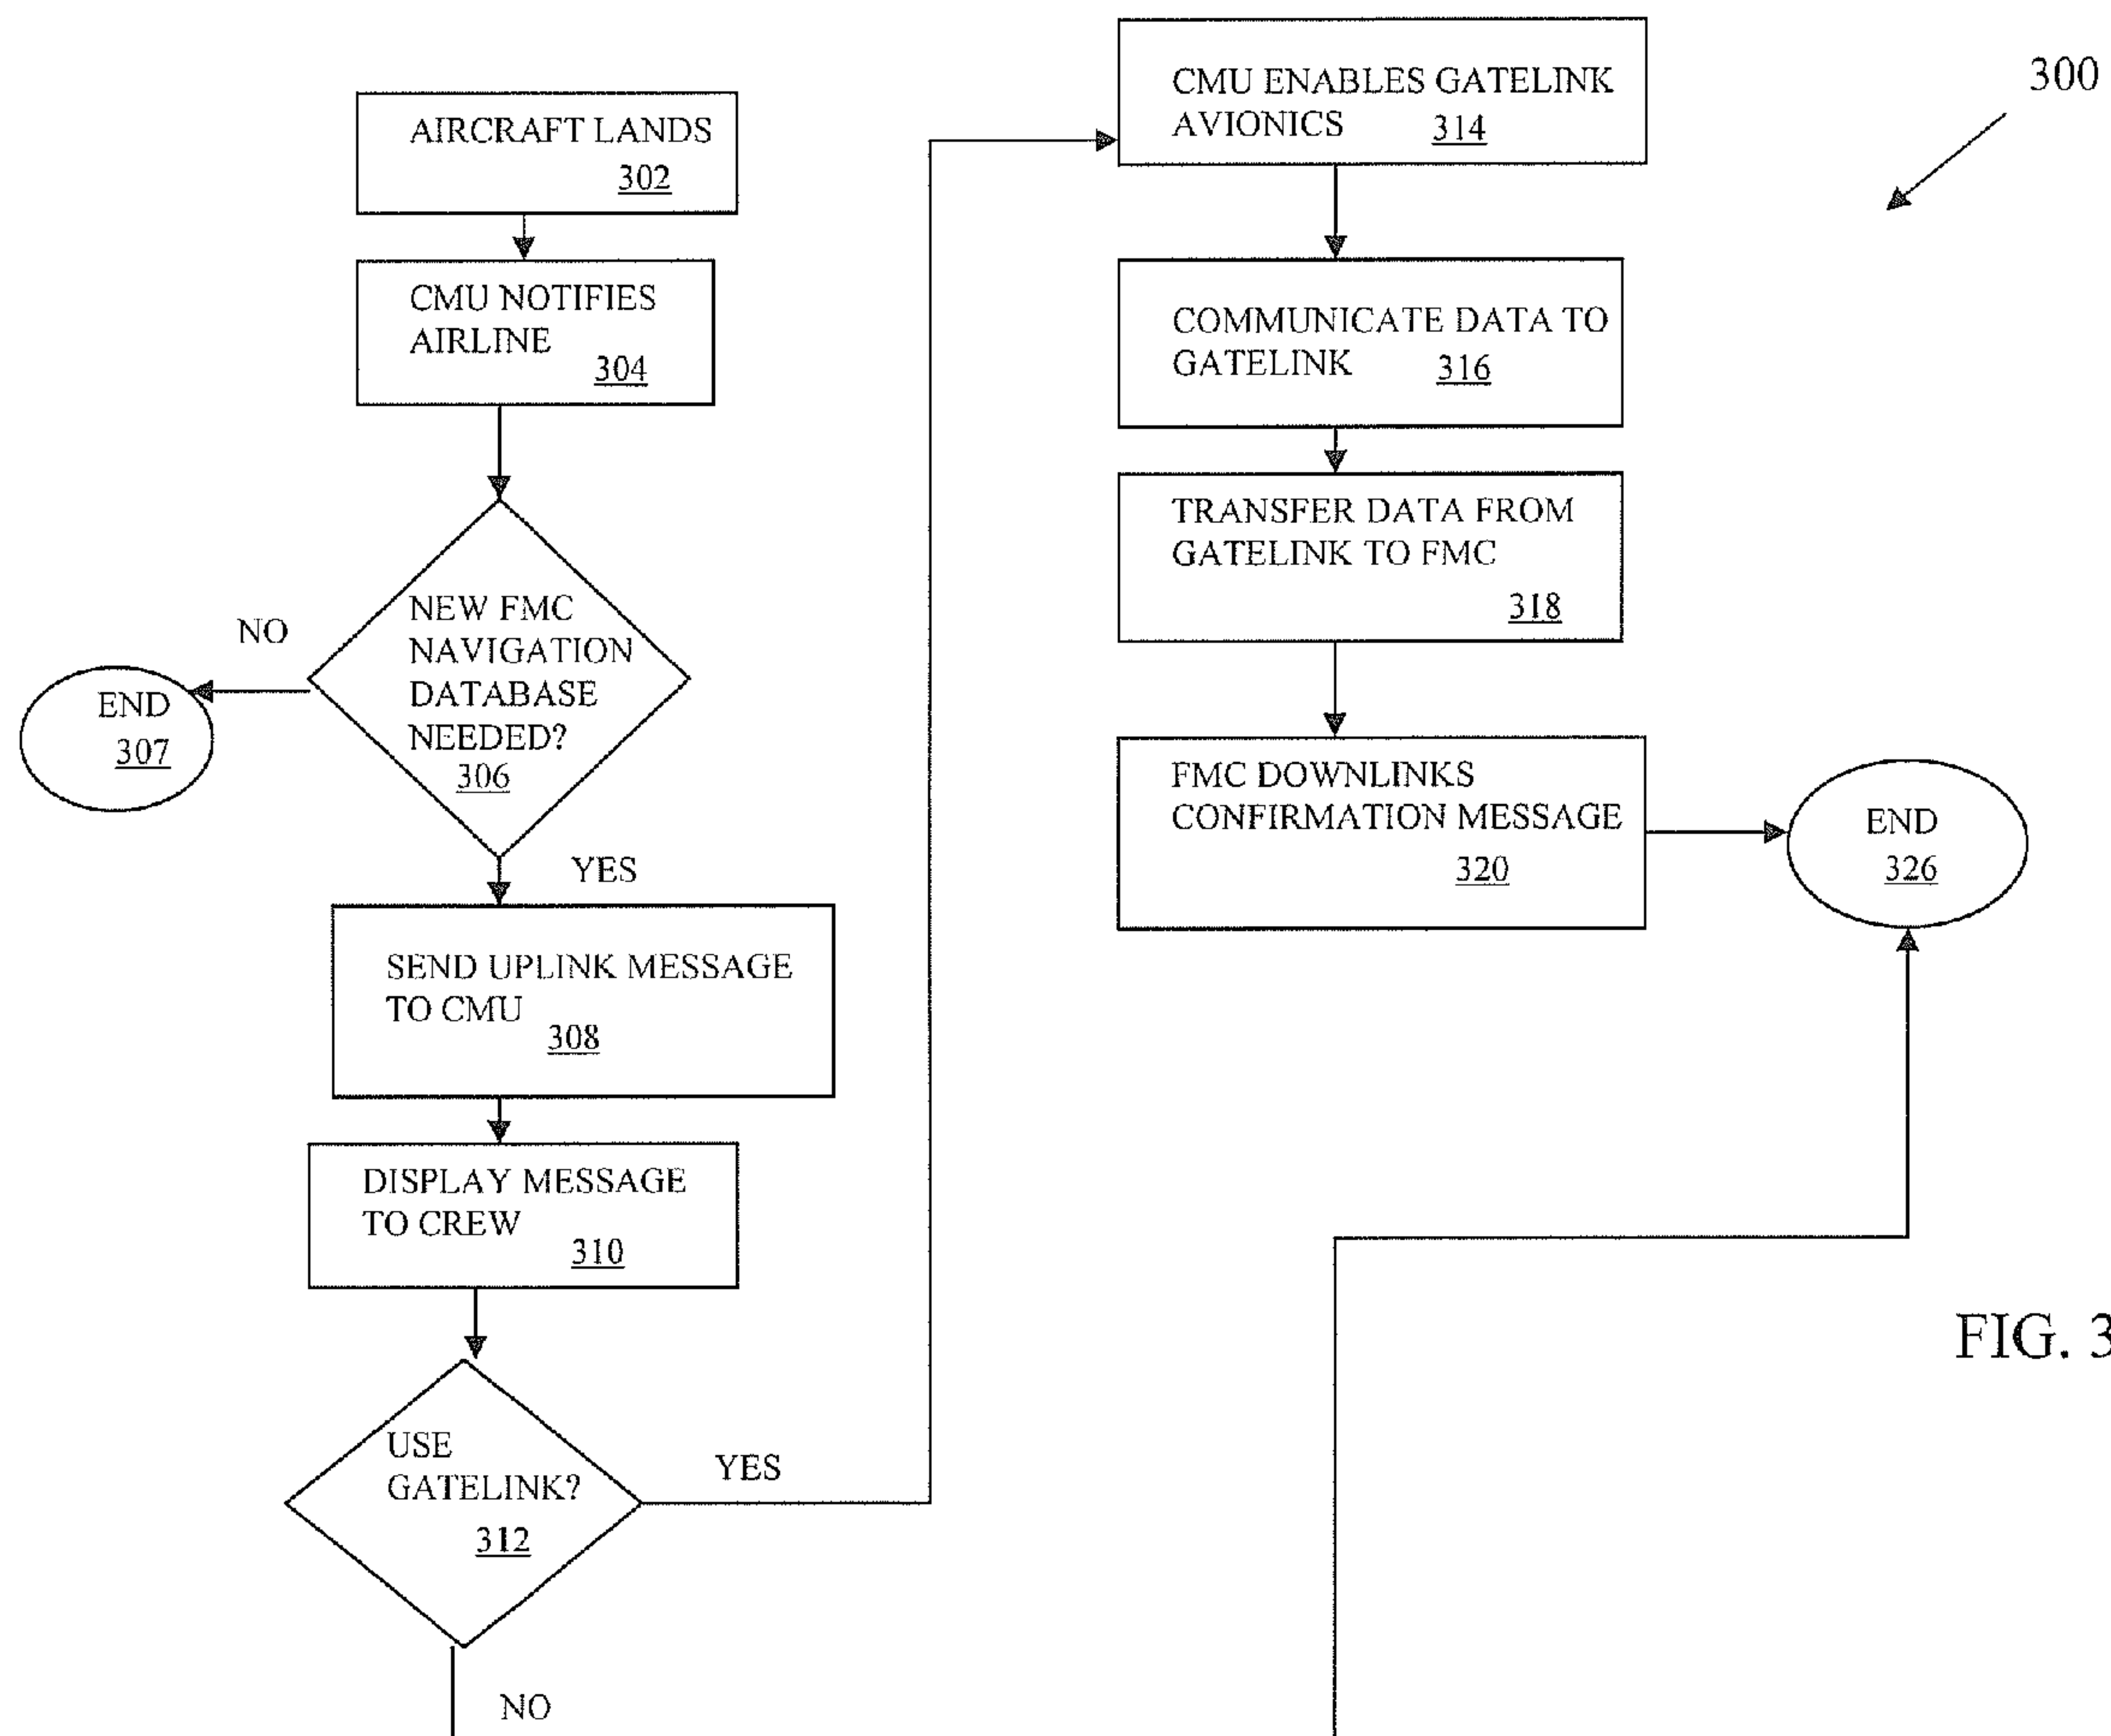 AIRCRAFT LANDS
302
CMU NOTIFIES
AIRLINE
304
NEW FMC
NAVIGATION
DATABASE
NEEDED?
306
NO
END
307
YES
SEND UPLINK MESSAGE
TO CMU
308
DISPLAY MESSAGE
TO CREW
310
USE
GATELINK?
312
YES
NO
CMU ENABLES GATELINK
AVIONICS
314
COMMUNICATE DATA TO
GATELINK
316
TRANSFER DATA FROM
GATELINK TO FMC
318
FMC DOWNLINKS
CONFIRMATION MESSAGE
320
END
326
300
FIG. 3